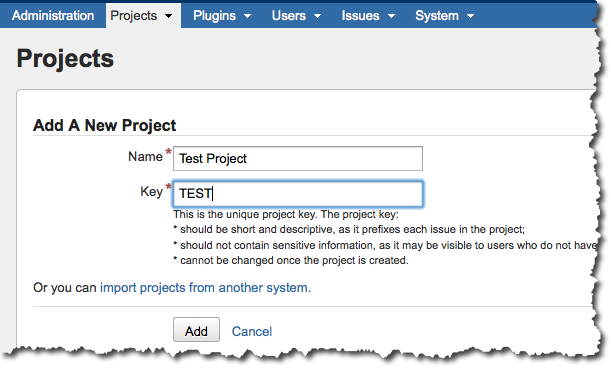 Administration Projects Plugins Users Issues System
Projects
Add A New Project
Name * Test Project
Key * TEST
This is the unique project key. The project key:
* should be short and descriptive, as it prefixes each issue in the project;
* should not contain sensitive information, as it may be visible to users who do not have
* cannot be changed once the project is created.
Or you can import projects from another system.
Add Cancel